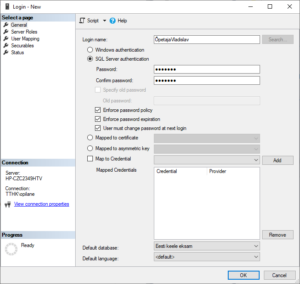 Login - New
Select a page
General
Server Roles
User Mapping
Securables
Status
Script
Help
Login name:
ÕpetajaVladislav
Search...
Windows authentication
SQL Server authentication
Password:
●●●●●●●
Confirm password:
●●●●●●●
Specify old password
Old password:
Enforce password policy
Enforce password expiration
User must change password at next login
Mapped to certificate
Mapped to asymmetric key
Map to Credential
Add
Mapped Credentials
Credential
Provider
Connection
Server:
HP-CZC2349HTV
Connection:
TTHK-opilane
View connection properties
Progress
Ready
Remove
Default database:
Eesti keele eksam
Default language:
<default>
OK
Cancel